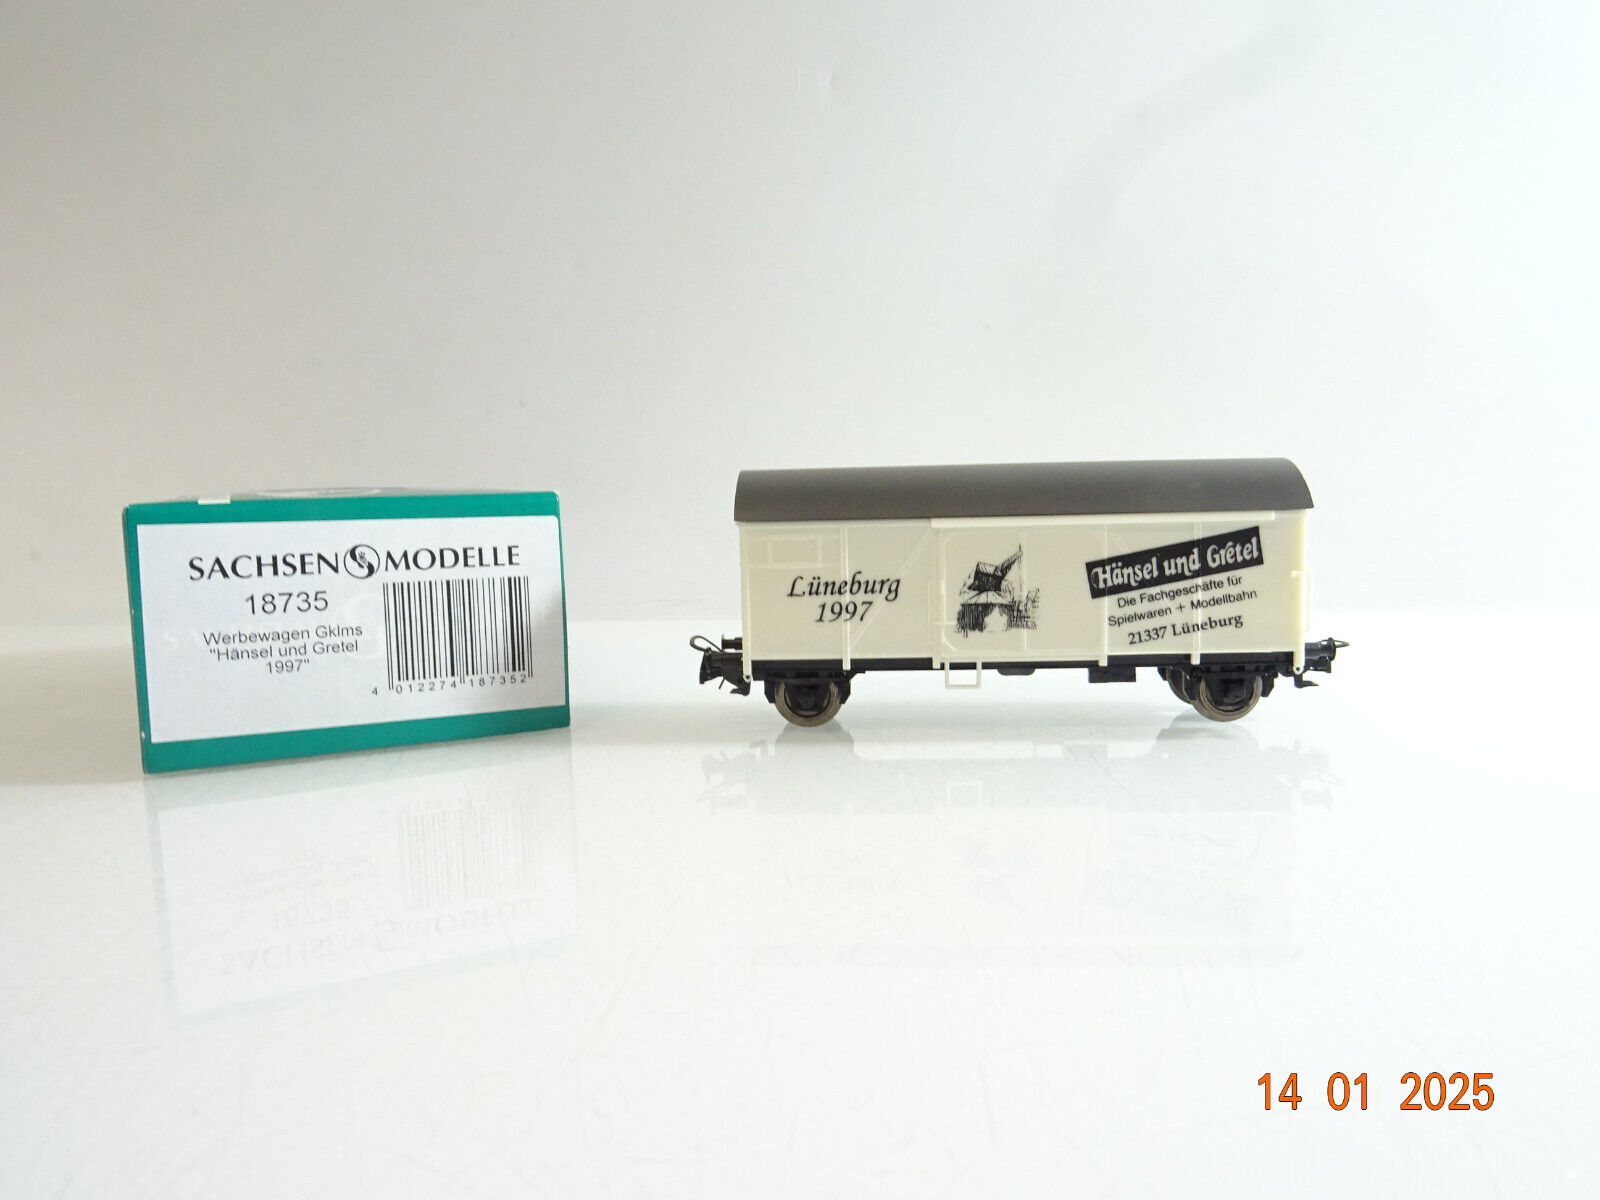 SACHSEN MODELLE
18735
Werbewagen Gklms
"Hänsel und Gretel
1997"
4 012274 187352
Lüneburg
1997
Hänsel und Gretel
Die Fachgeschäfte für
Spielwaren + Modellbahn
21337 Lüneburg
14 01 2025